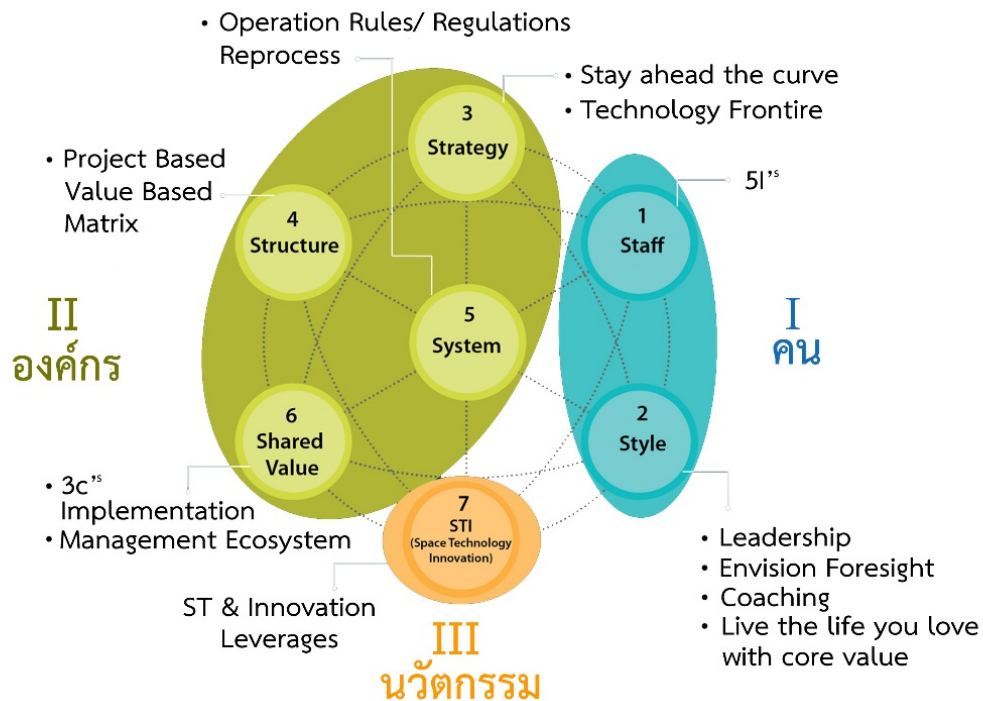 • Operation Rules/ Regulations
Reprocess
• Stay ahead the curve
• Technology Frontire
3
Strategy
• Project Based
Value Based
Matrix
4
Structure
5I's
1
Staff
II
องค์กร
5
System
I
คน
6
Shared
Value
2
Style
• 3c's
Implementation
• Management Ecosystem
7
STI
(Space Technology
Innovation)
• Leadership
• Envision Foresight
• Coaching
• Live the life you love
with core value
ST & Innovation
Leverages
III
นวัตกรรม